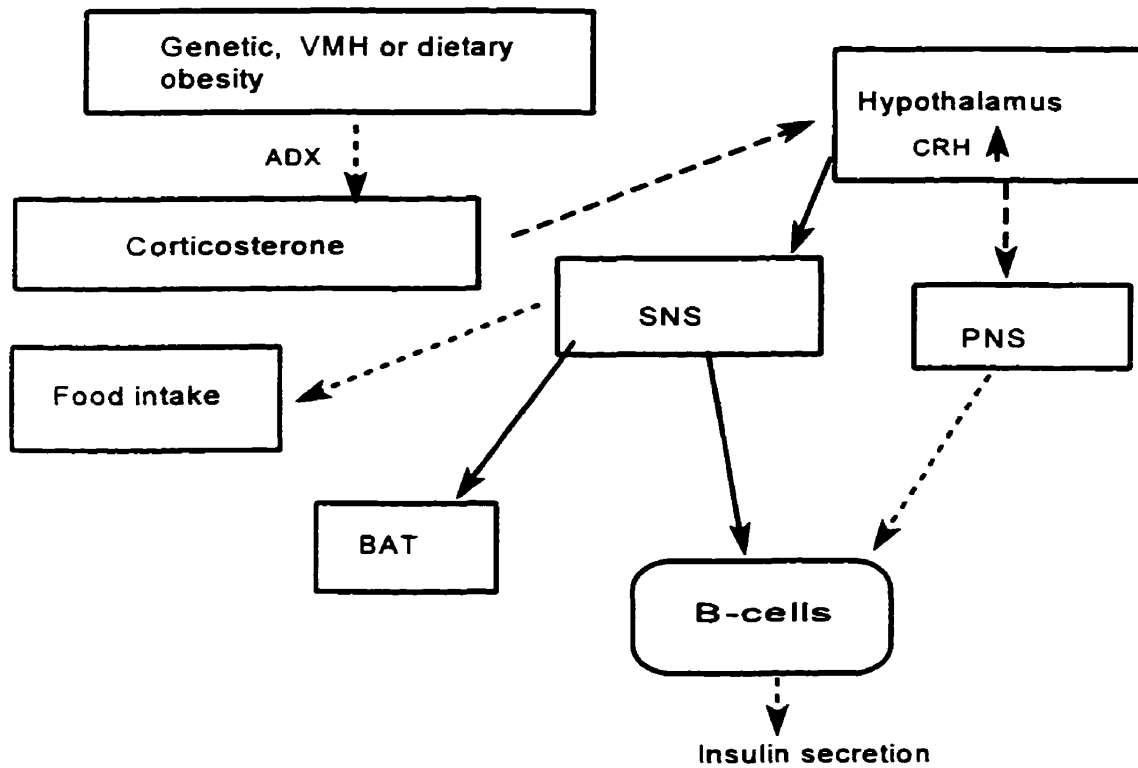 Genetic, VMH or dietary
obesity
ADX
Corticosterone
Hypothalamus
CRH
SNS
PNS
Food intake
BAT
B-cells
Insulin secretion